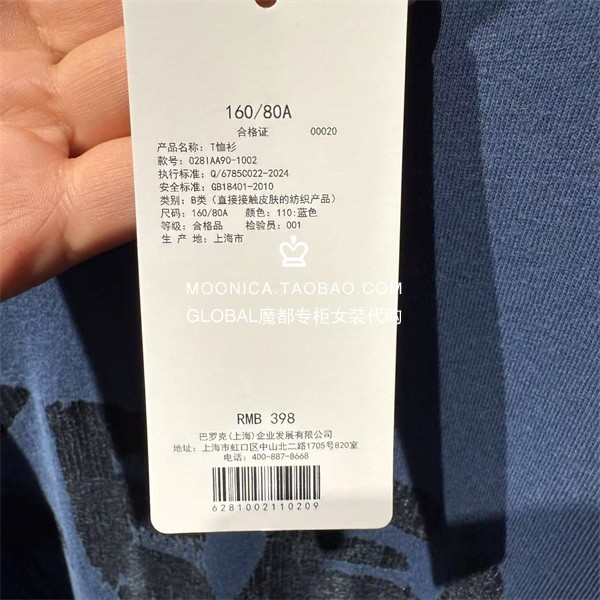 160/80A
合格证 00020
产品名称: T恤衫
款号: 028IAA90-1002
执行标准: Q/6785C022-2024
安全标准: GB18401-2010
类别: B类（直接接触皮肤的纺织产品）
尺码: 160/80A 颜色: 110:蓝色
等级: 合格品 检验员: 001
生 产 地: 上海市
MOONICA.TAOBAO.COM
GLOBAL魔都专柜女装代购
RMB 398
巴罗克(上海)企业发展有限公司
地址: 上海市虹口区中山北二路1705号820室
电话: 400-887-8668
6281002110209